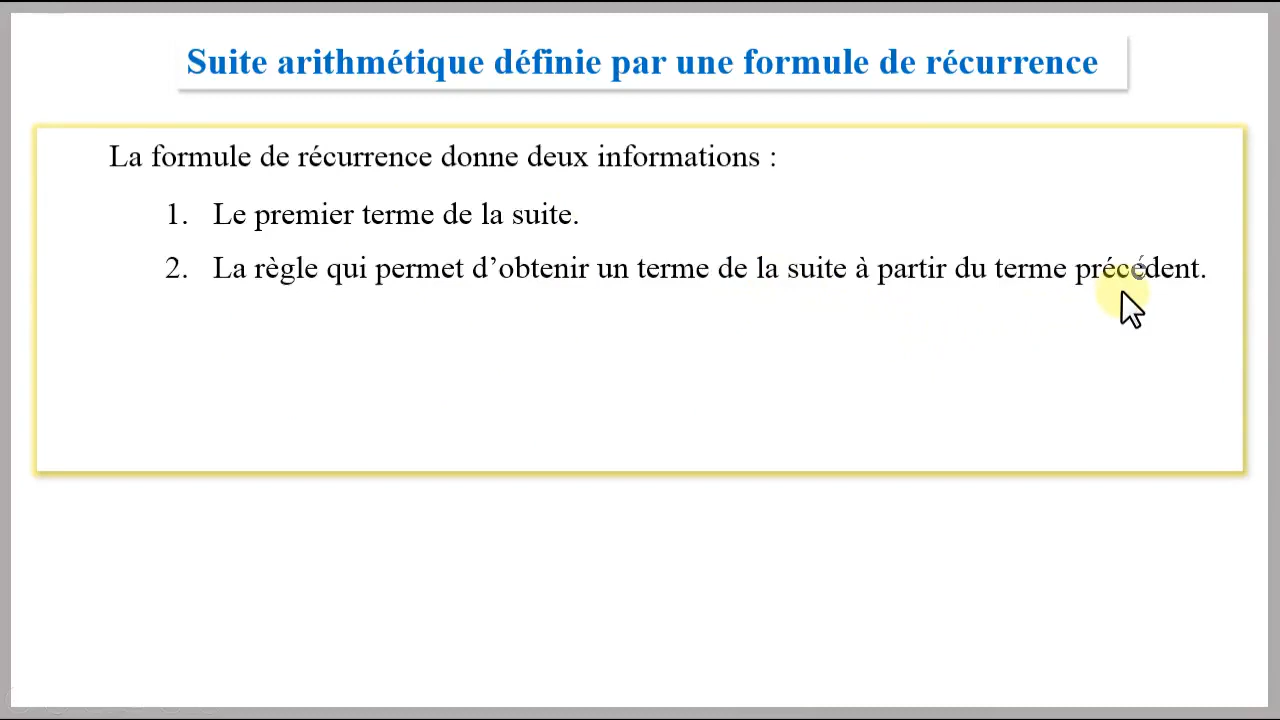 Suite arithmétique définie par une formule de récurrence
La formule de récurrence donne deux informations :
1. Le premier terme de la suite.
2. La règle qui permet d’obtenir un terme de la suite à partir du terme précédent.